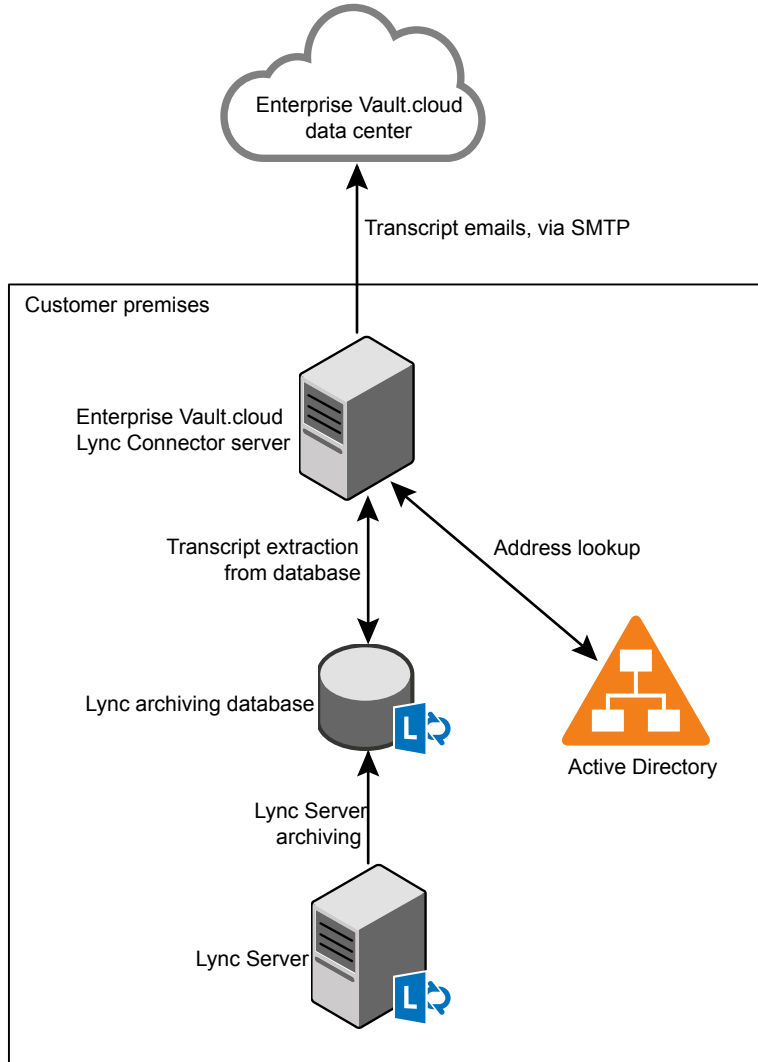 Enterprise Vault.cloud
data center
Transcript emails, via SMTP
Customer premises
Enterprise Vault.cloud
Lync Connector server
Transcript extraction
from database
Address lookup
Lync archiving database
L
Active Directory
Lync Server
archiving
Lync Server
L